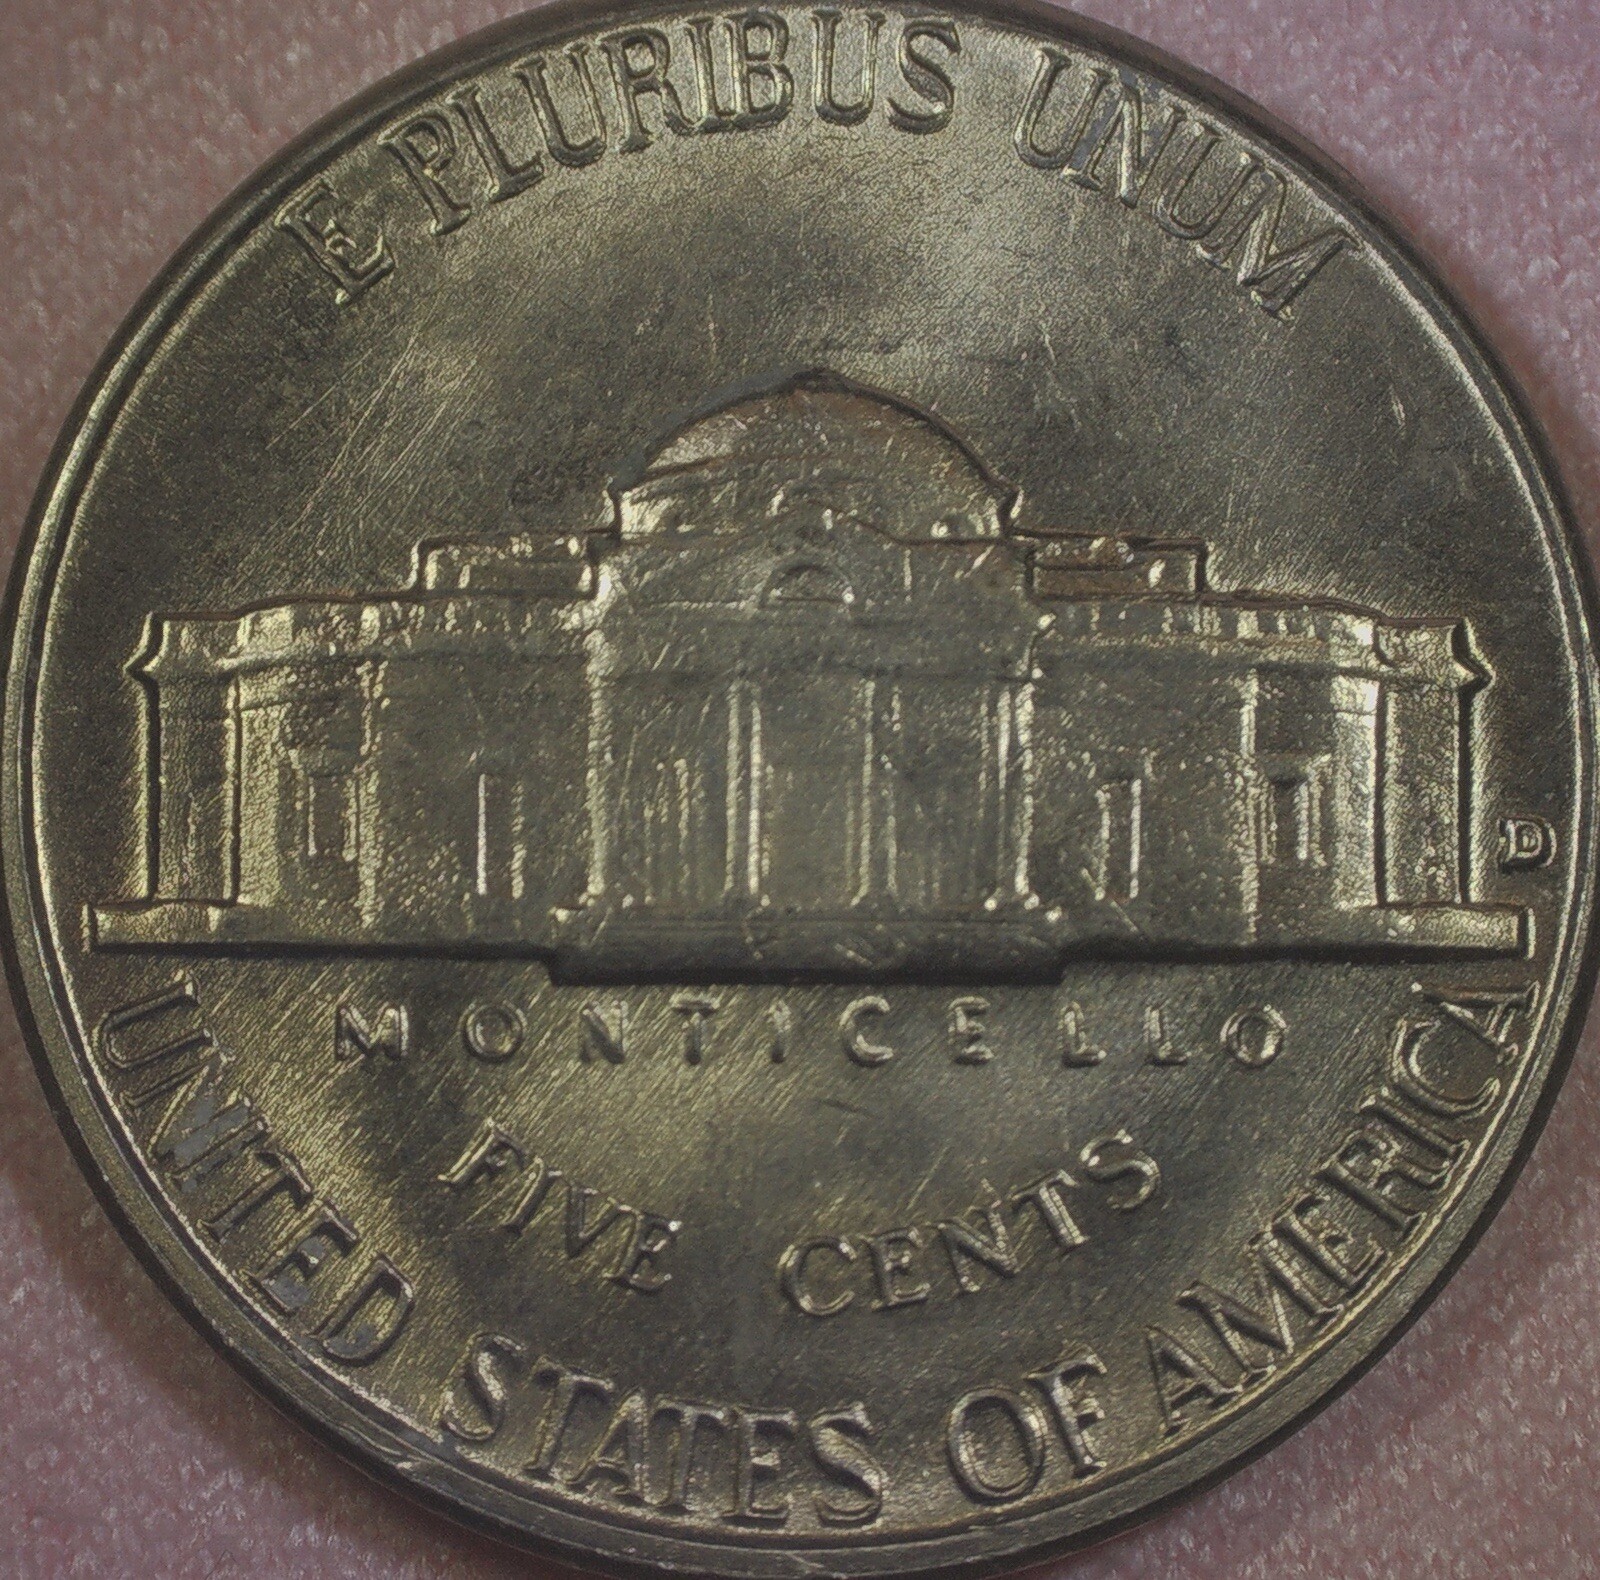 E PLURIBUS UNUM
D
MONTICELLO
FIVE CENTS
UNITED STATES OF AMERICA